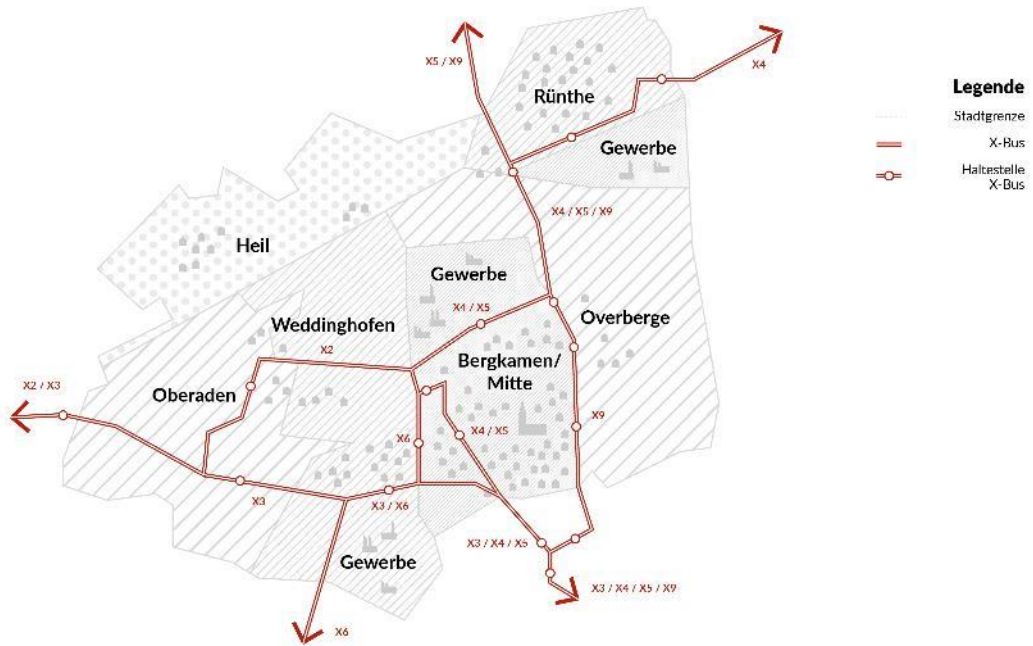 X5 / X9
X4
Rünthe
Gewerbe
Legende
Stadtgrenze
X-Bus
Haltestelle
X-Bus
X4 / X5 / X9
Heil
Gewerbe
X4 / X5
Overberge
Weddinghofen
X2
Bergkamen/
Mitte
X2 / X3
Oberaden
X9
X6
X4 / X5
X3
X3 / X6
X3 / X4 / X5
Gewerbe
X3 / X4 / X5 / X9
X6